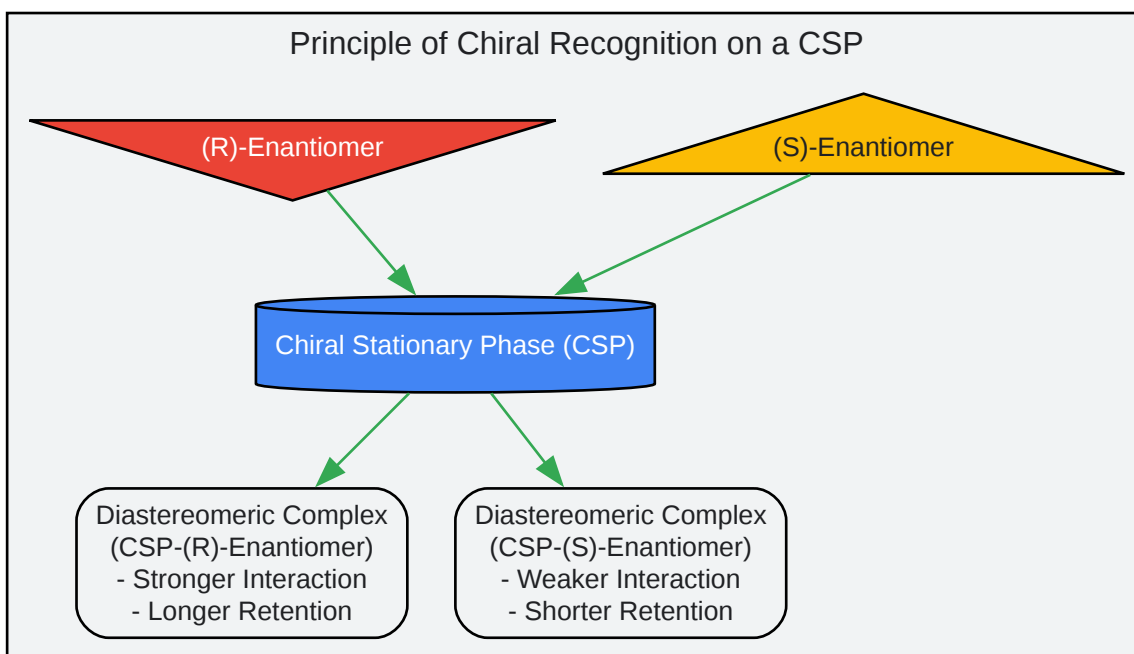 Principle of Chiral Recognition on a CSP
(R)-Enantiomer
(S)-Enantiomer
Chiral Stationary Phase (CSP)
Diastereomeric Complex
(CSP-(R)-Enantiomer)
- Stronger Interaction
- Longer Retention
Diastereomeric Complex
(CSP-(S)-Enantiomer)
- Weaker Interaction
- Shorter Retention